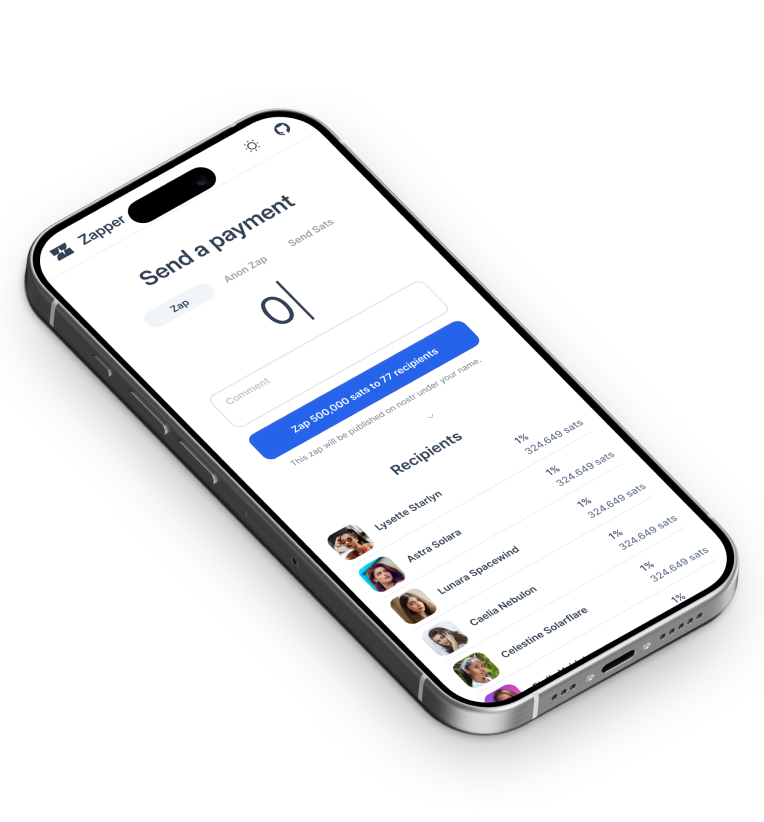 Zapper
Send a payment
Zap
Anon Zap
Send Sats
0
Comment
Zap 500,000 sats to 77 recipients
This zap will be published on nostr under your name.
Recipients
Lysette Starlyn
1%
324.649 sats
Astra Solara
1%
324.649 sats
Lunara Spacewind
1%
324.649 sats
Caelia Nebulon
1%
324.649 sats
Celestine Solarflare
1%
324.649 sats
1%